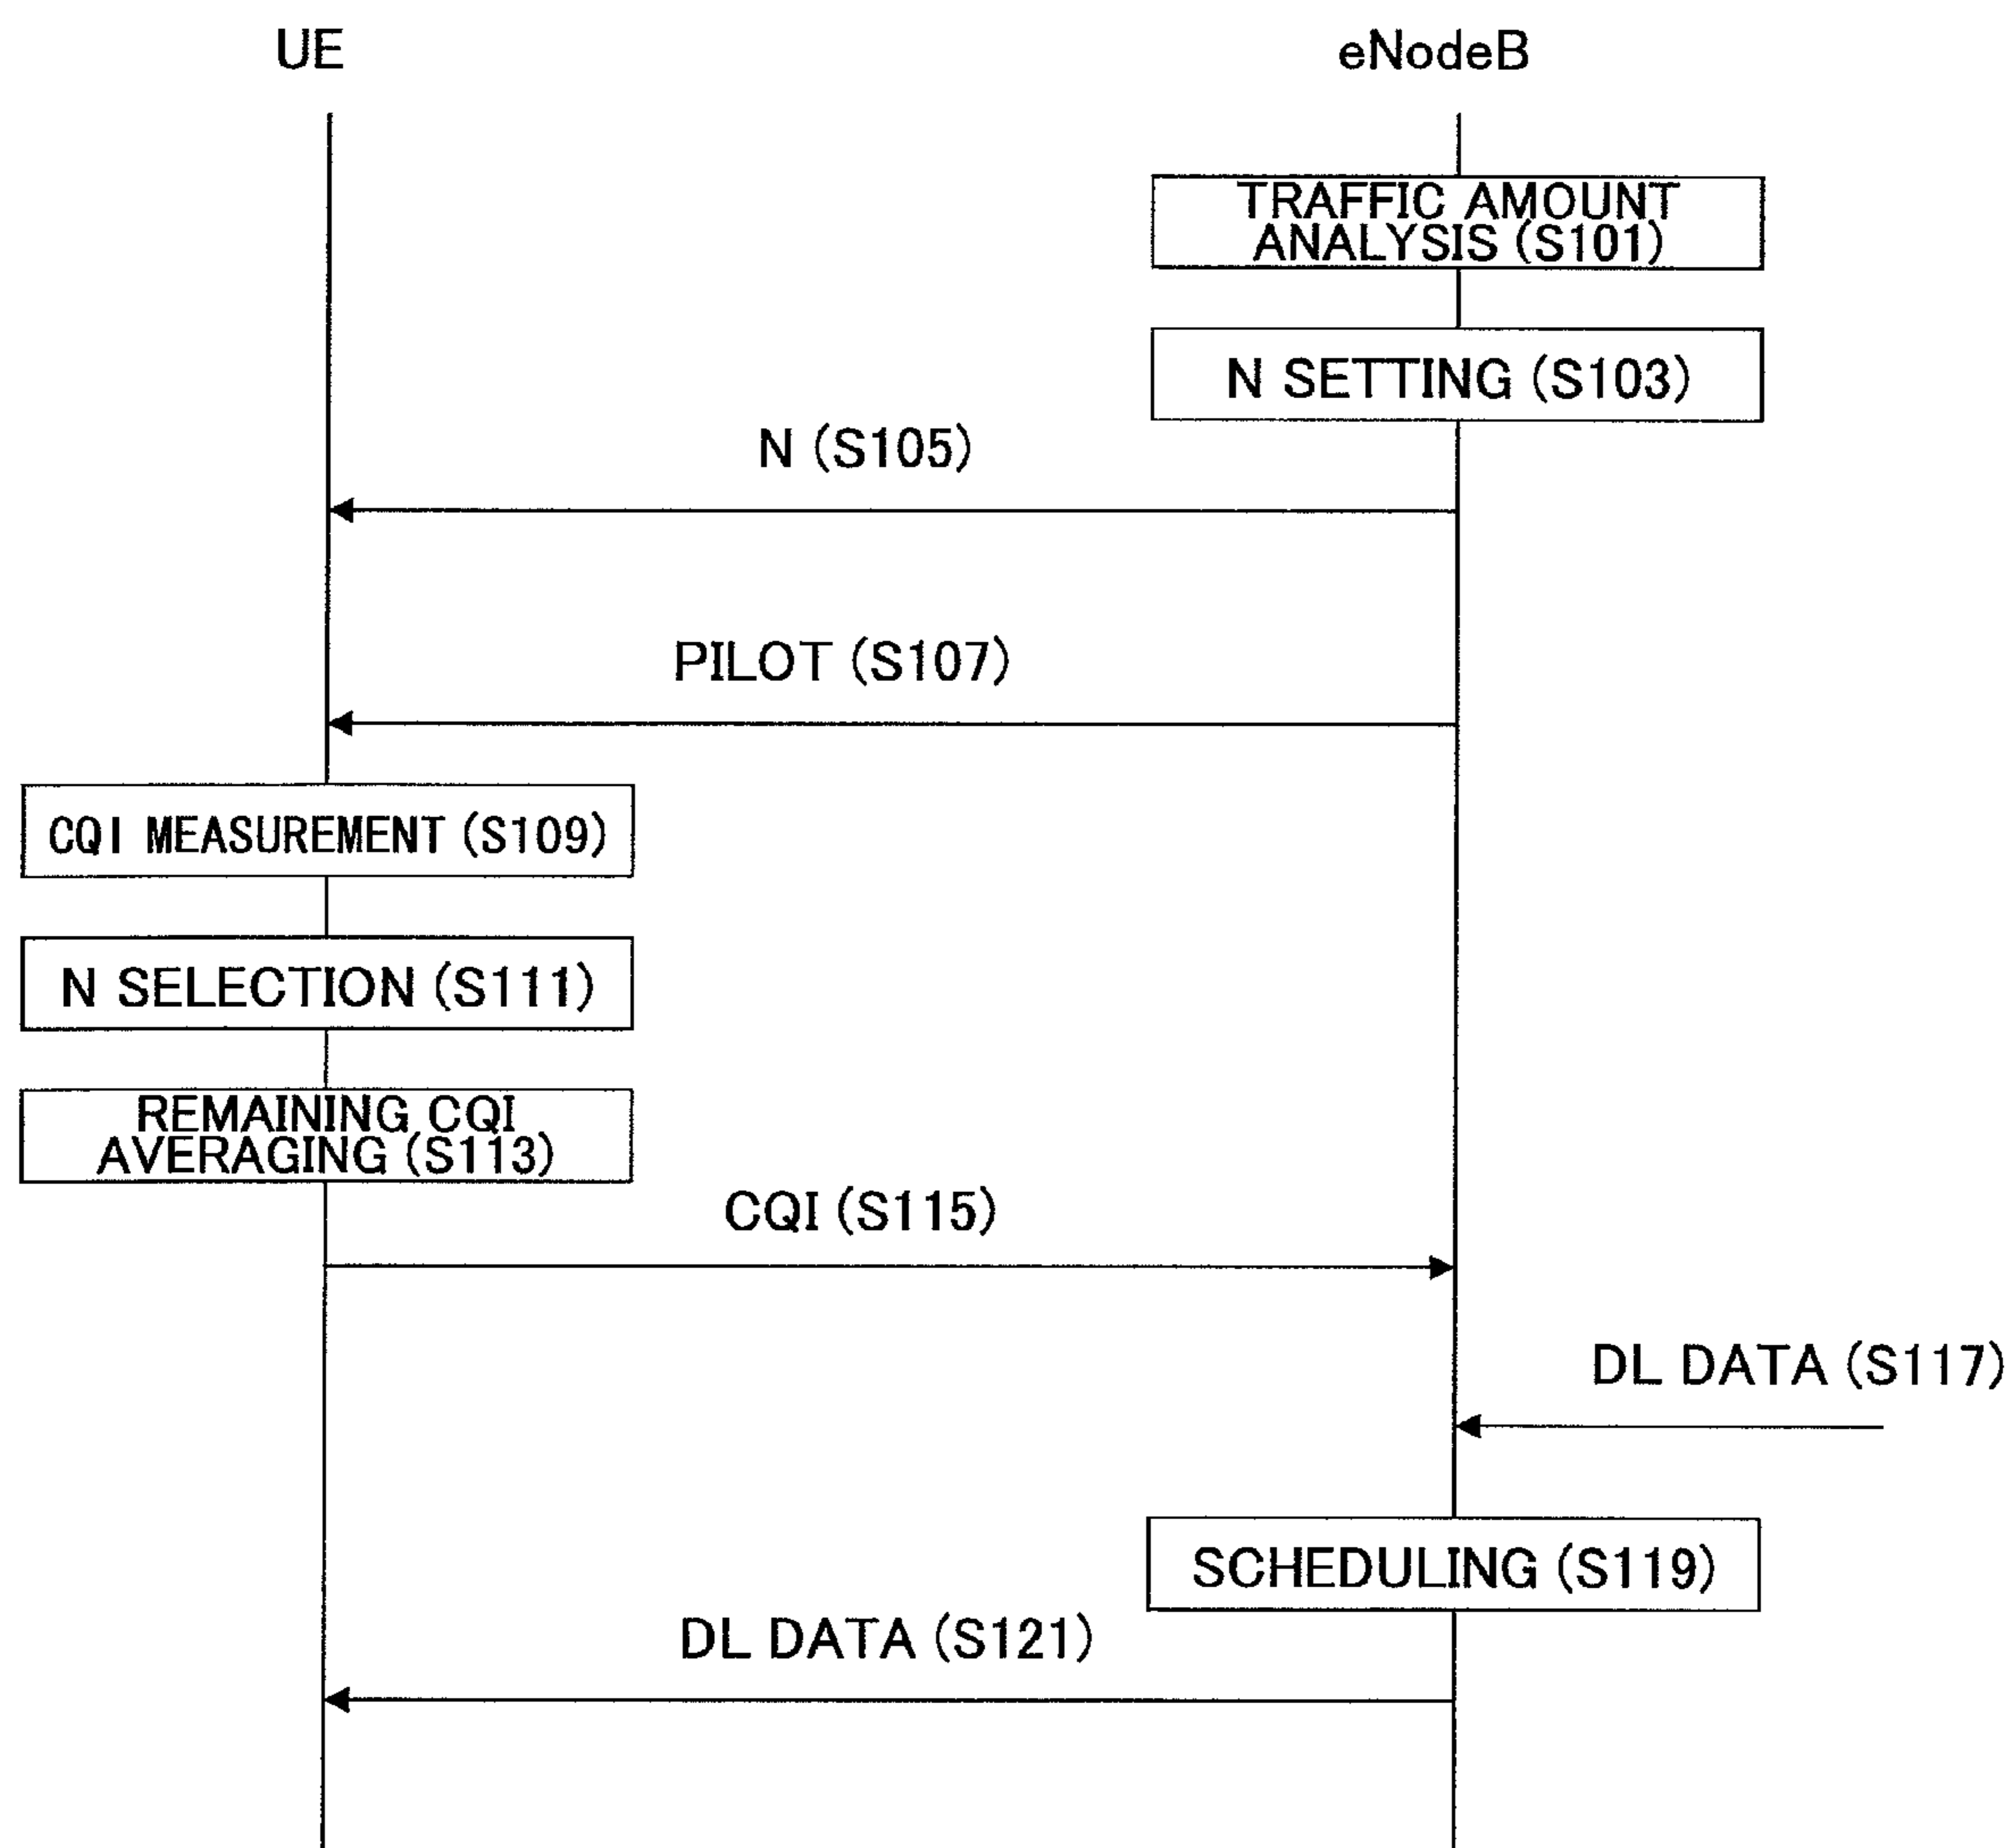 UE
eNodeB
TRAFFIC AMOUNT
ANALYSIS (S101)
N SETTING (S103)
N (S105)
PILOT (S107)
CQI MEASUREMENT (S109)
N SELECTION (S111)
REMAINING CQI
AVERAGING (S113)
CQI (S115)
DL DATA (S117)
SCHEDULING (S119)
DL DATA (S121)